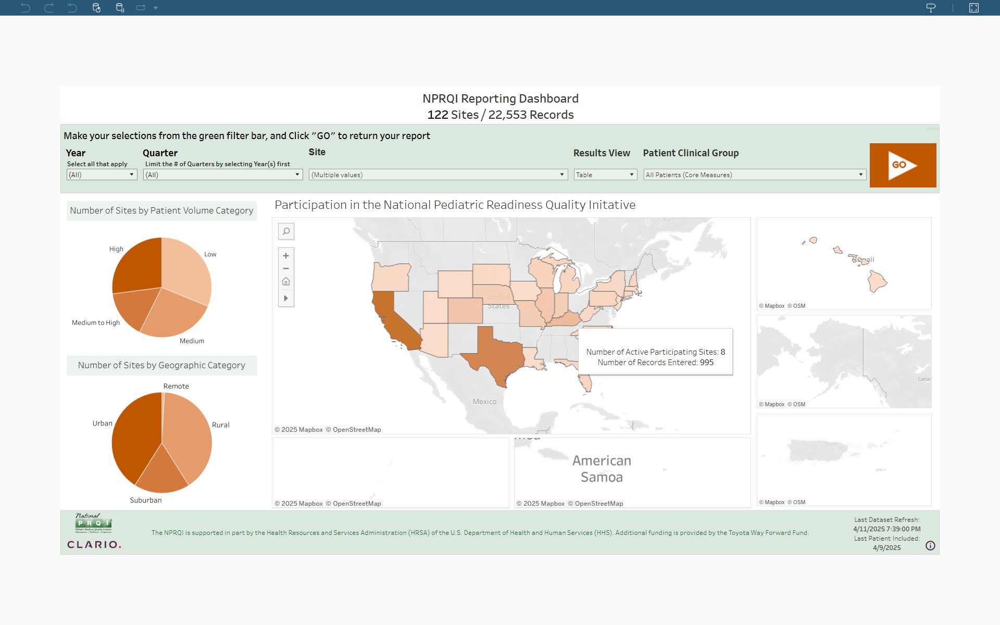 NPRQI Reporting Dashboard
122 Sites / 22,553 Records
Make your selections from the green filter bar, and Click "GO" to return your report
Year
Select all that apply
(All)
Quarter
Limit the # of Quarters by selecting Year(s) first
(All)
Site
(Multiple values)
Results View
Table
Patient Clinical Group
All Patients (Core Measures)
GO
Number of Sites by Patient Volume Category
High
Low
Medium to High
Medium
Number of Sites by Geographic Category
Remote
Urban
Rural
Suburban
Participation in the National Pediatric Readiness Quality Initative
United
States
Mexico
Number of Active Participating Sites: 8
Number of Records Entered: 995
© 2025 Mapbox © OpenStreetMap
Hawaii
© Mapbox © OSM
Canac
© Mapbox © OSM
© Mapbox © OSM
© 2025 Mapbox © OpenStreetMap
American
Samoa
© 2025 Mapbox © OpenStreetMap
National
PRQI
Measure • Reflect • Improve
CLARIO.
The NPRQI is supported in part by the Health Resources and Services Administration (HRSA) of the U.S. Department of Health and Human Services (HHS). Additional funding is provided by the Toyota Way Forward Fund.
Last Dataset Refresh:
4/11/2025 7:39:00 PM
Last Patient Included:
4/9/2025